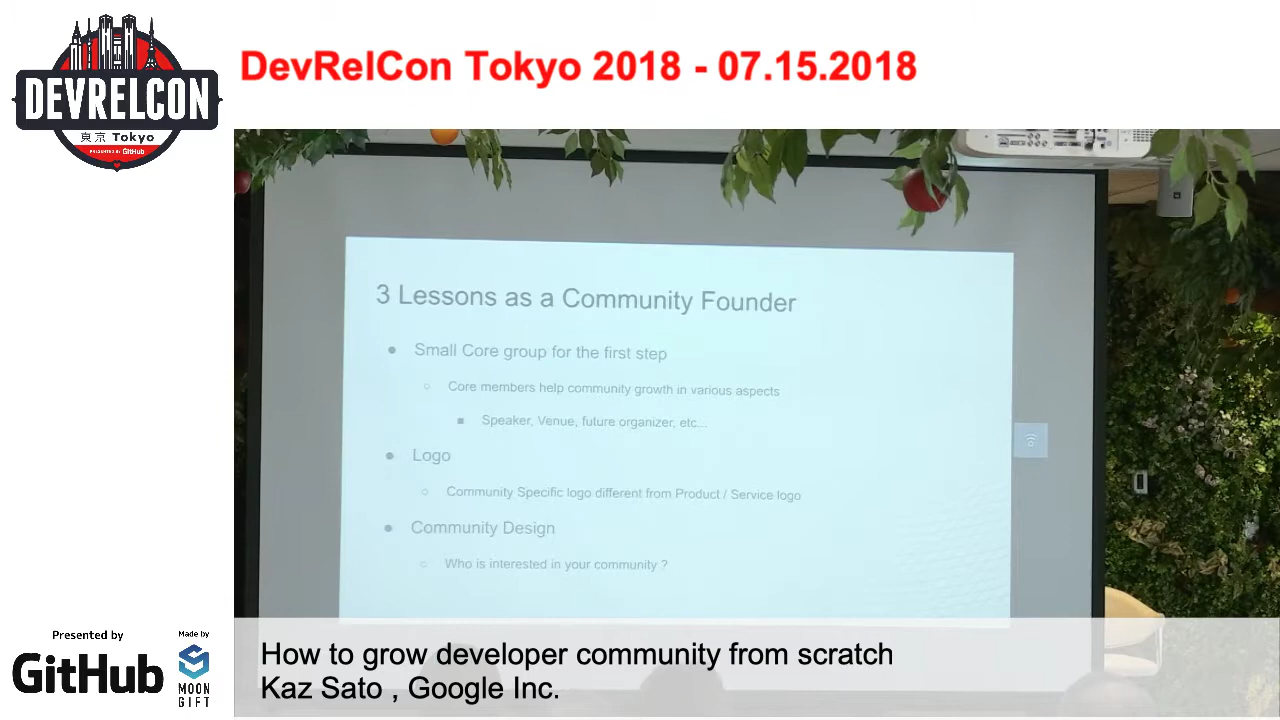 DEVRELCON
東京 Tokyo
PRESENTED BY GitHub
DevRelCon Tokyo 2018 - 07.15.2018
3 Lessons as a Community Founder
Small Core group for the first step
Core members help community growth in various aspects
Speaker, Venue, future organizer, etc...
Logo
Community Specific logo different from Product / Service logo
Community Design
Who is interested in your community ?
Presented by
GitHub
Made by
MOON
GIFT
How to grow developer community from scratch
Kaz Sato , Google Inc.